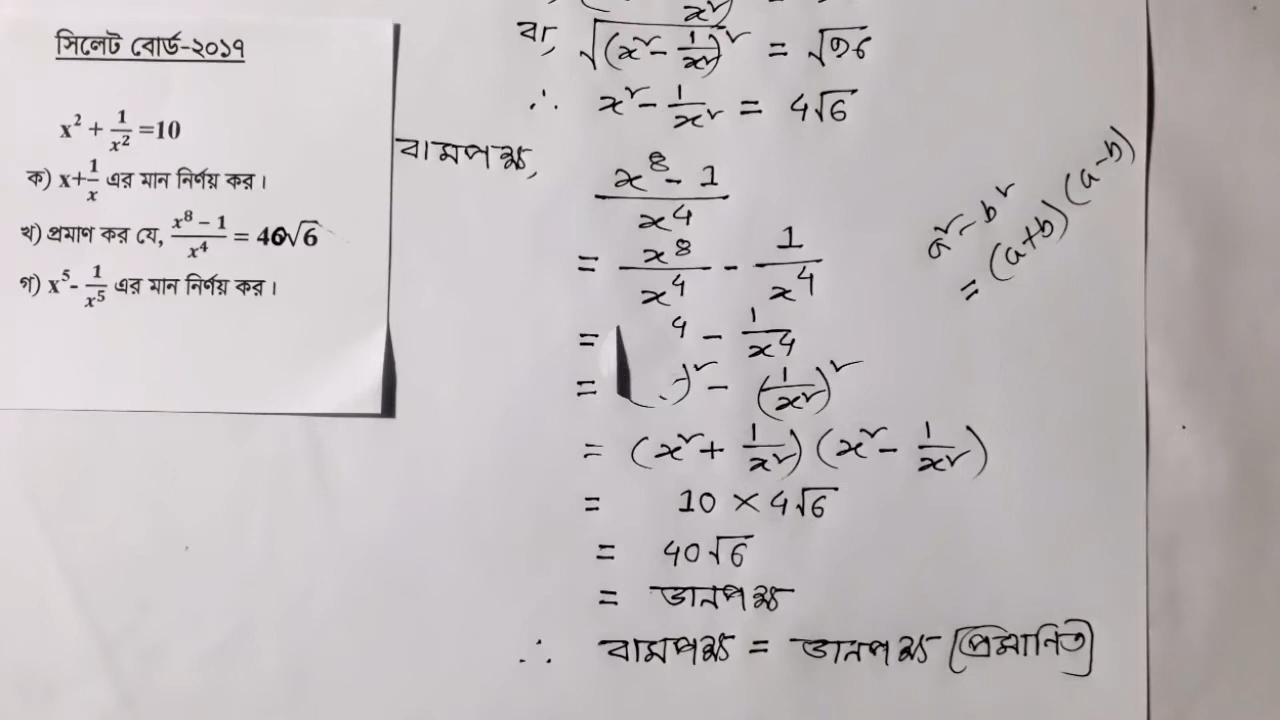 সিলেট বোর্ড-২০১৭
x² + 1/x² =10
ক) x+1/x এর মান নির্ণয় কর।
খ) প্রমাণ কর যে, (x⁸ − 1)/x⁴ = 40√6
গ) x⁵- 1/x⁵ এর মান নির্ণয় কর।
বা, √(x² − 1/x²)² = √96
∴ x² − 1/x² = 4√6
বামপক্ষ,
(x⁸ − 1)/x⁴
= x⁸/x⁴ − 1/x⁴
= ⁴ − 1/x⁴
= )² − (1/x²)²
= (x² + 1/x²)(x² − 1/x²)
= 10 × 4√6
= 40√6
= ডানপক্ষ
∴ বামপক্ষ = ডানপক্ষ (প্রমানিত)
a² − b²
= (a+b)(a−b)